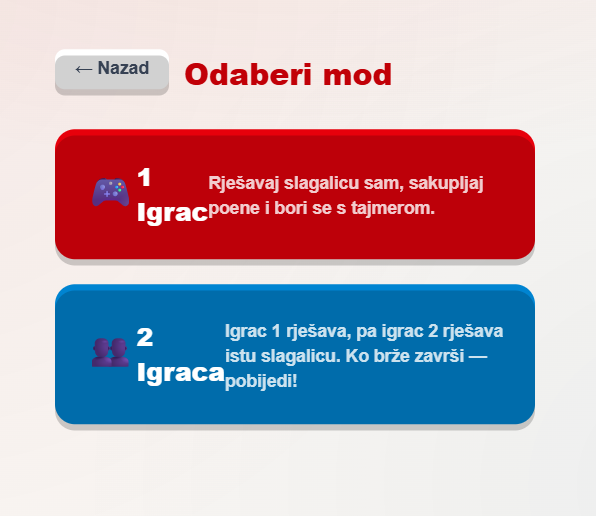 ← Nazad
Odaberi mod
1
Igrac
Rješavaj slagalicu sam, sakupljaj
poene i bori se s tajmerom.
2
Igraca
Igrac 1 rješava, pa igrac 2 rješava
istu slagalicu. Ko brže završi —
pobijedi!